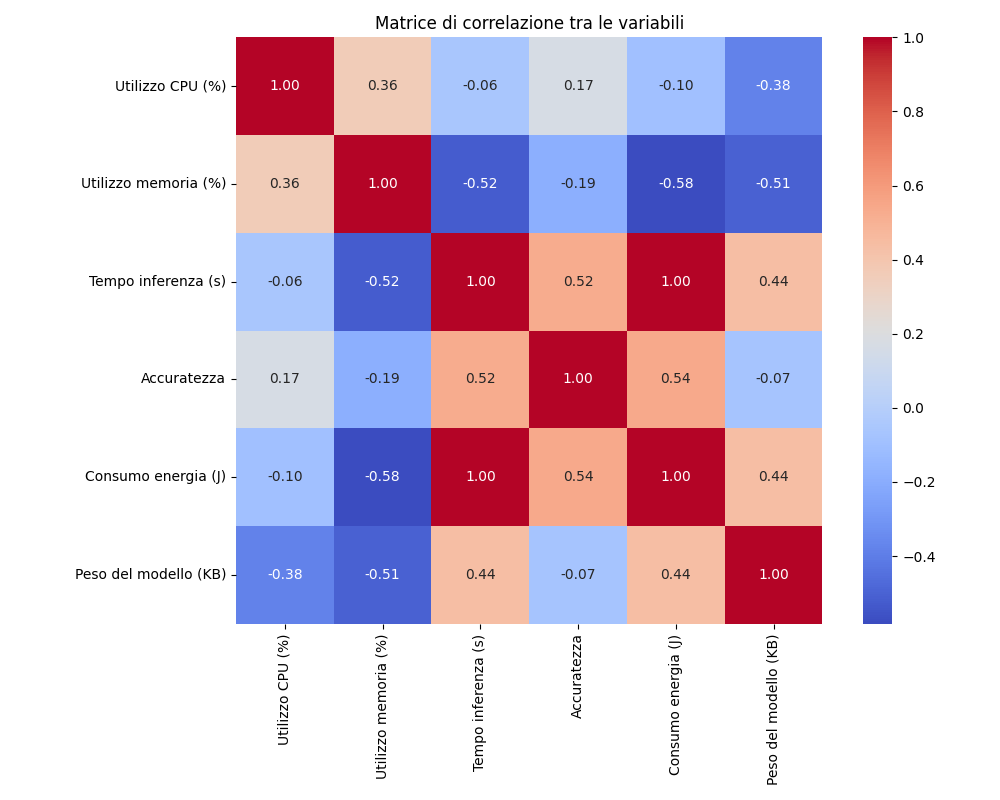 Matrice di correlazione tra le variabili
Utilizzo CPU (%) 1.00 0.36 -0.06 0.17 -0.10 -0.38
Utilizzo memoria (%) 0.36 1.00 -0.52 -0.19 -0.58 -0.51
Tempo inferenza (s) -0.06 -0.52 1.00 0.52 1.00 0.44
Accuratezza 0.17 -0.19 0.52 1.00 0.54 -0.07
Consumo energia (J) -0.10 -0.58 1.00 0.54 1.00 0.44
Peso del modello (KB) -0.38 -0.51 0.44 -0.07 0.44 1.00
Utilizzo CPU (%)
Utilizzo memoria (%)
Tempo inferenza (s)
Accuratezza
Consumo energia (J)
Peso del modello (KB)
1.0
0.8
0.6
0.4
0.2
0.0
−0.2
−0.4